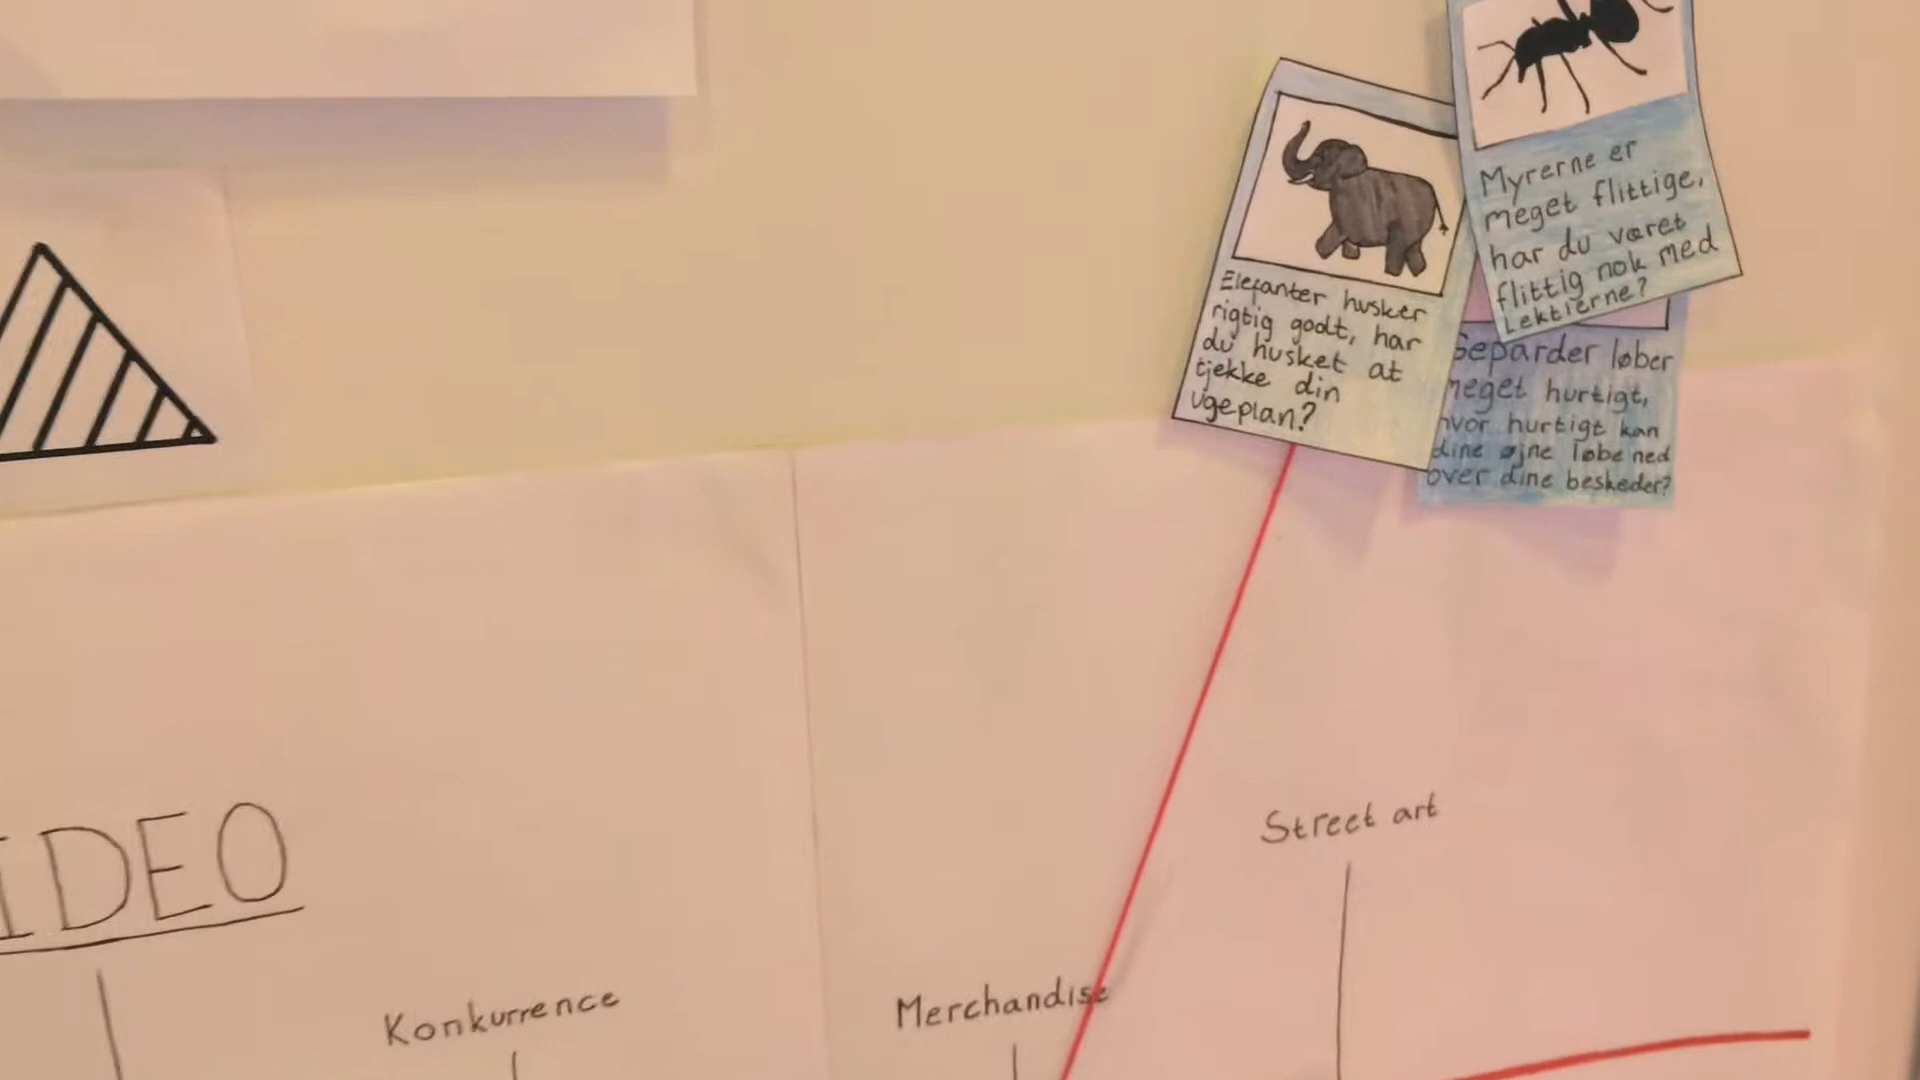 Myrerne er
meget flittige,
har du været
flittig nok med
Lektierne?
Elefanter husker
rigtig godt, har
du husket at
tjekke din
ugeplan?
Geparder løber
meget hurtigt,
hvor hurtigt kan
dine øjne løbe ned
over dine beskeder?
IDEO
Street art
Konkurrence
Merchandise